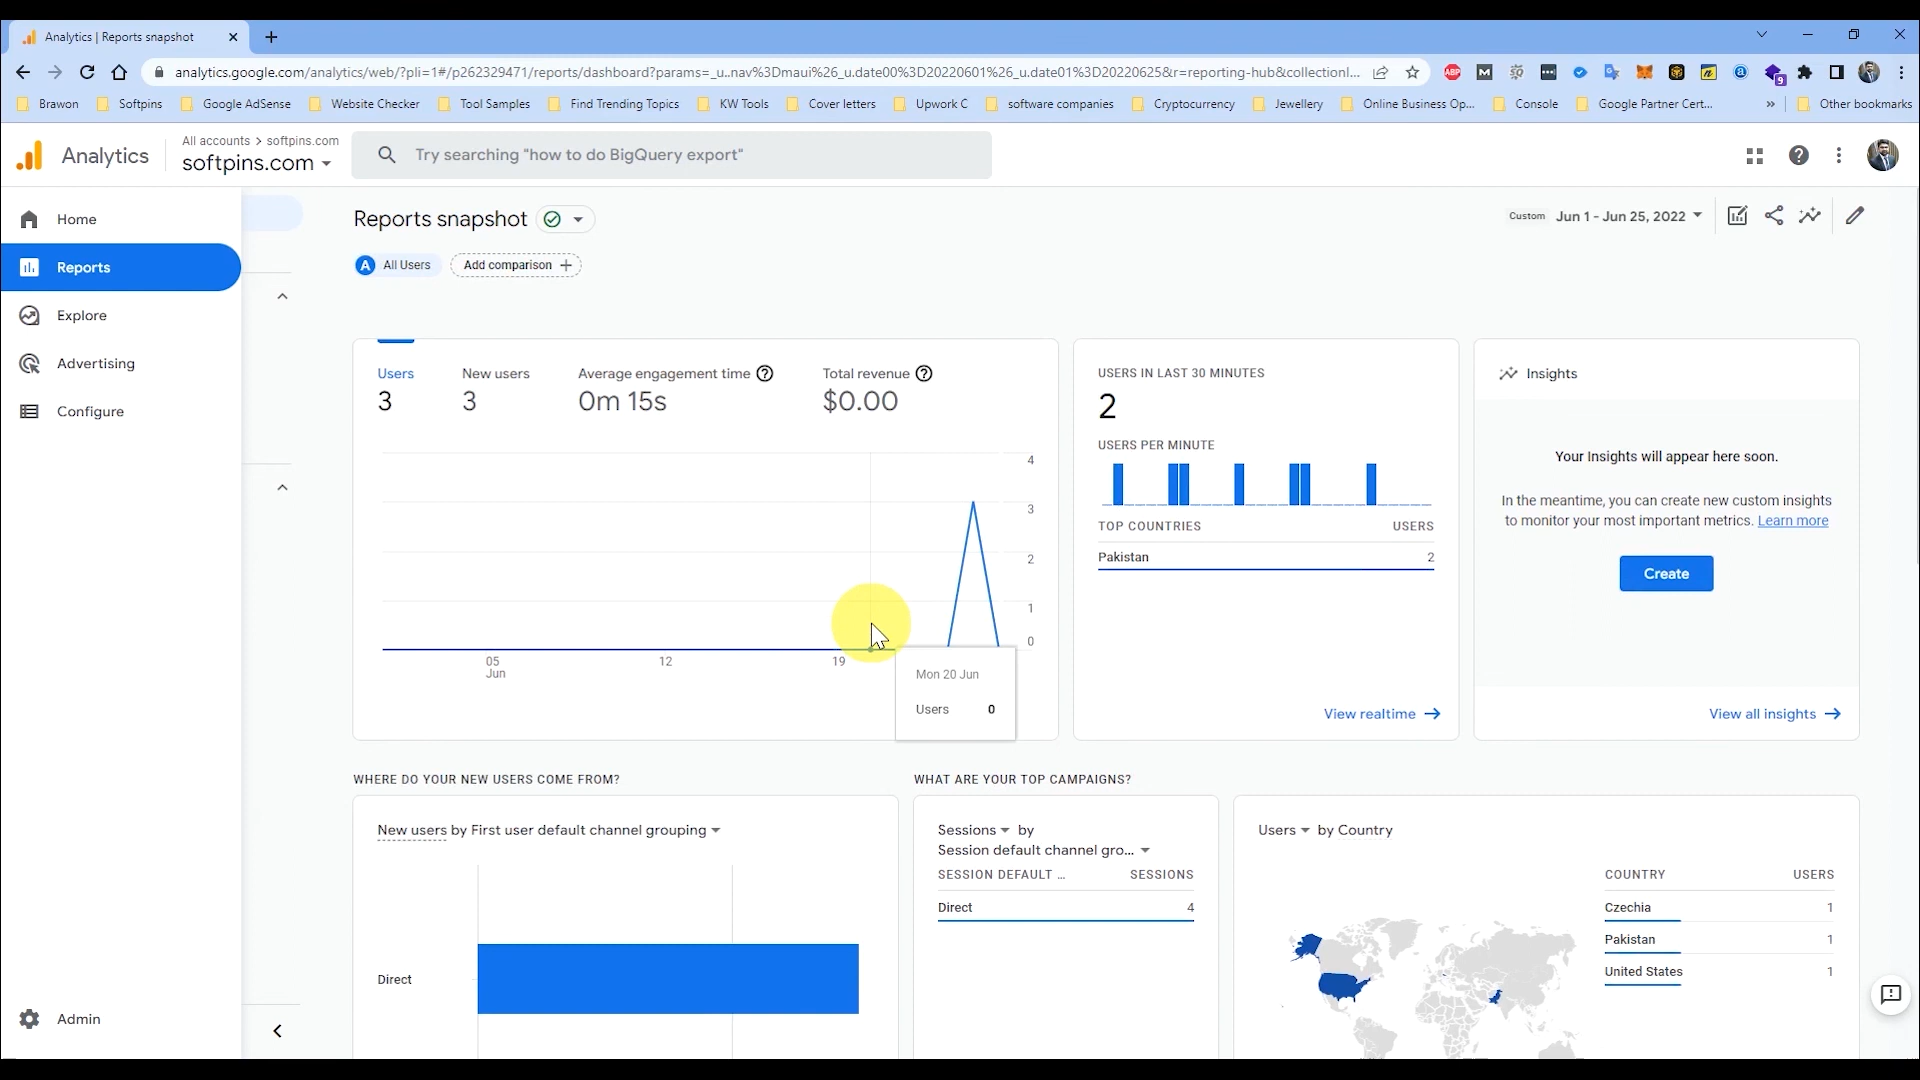 Analytics | Reports snapshot
analytics.google.com/analytics/web/?pli=1#/p262329471/reports/dashboard?params=_u..nav%3Dmaui%26_u.date00%3D20220601%26_u.date01%3D20220625&r=reporting-hub&collectionI...
Brawon Softpins Google AdSense Website Checker Tool Samples Find Trending Topics KW Tools Cover letters Upwork C software companies Cryptocurrency Jewellery Online Business Op... Console Google Partner Cert... » Other bookmarks
Analytics
All accounts > softpins.com
softpins.com
Try searching "how to do BigQuery export"
Home
Reports
Explore
Advertising
Configure
Admin
Reports snapshot
Custom Jun 1 - Jun 25, 2022
A All Users Add comparison +
Users New users Average engagement time Total revenue
3 3 0m 15s $0.00
4
3
2
1
0
05 12 19
Jun
Mon 20 Jun
Users 0
USERS IN LAST 30 MINUTES
2
USERS PER MINUTE
TOP COUNTRIES USERS
Pakistan 2
View realtime
Insights
Your Insights will appear here soon.
In the meantime, you can create new custom insights
to monitor your most important metrics. Learn more
Create
View all insights
WHERE DO YOUR NEW USERS COME FROM?
New users by First user default channel grouping
Direct
WHAT ARE YOUR TOP CAMPAIGNS?
Sessions by
Session default channel gro...
SESSION DEFAULT ... SESSIONS
Direct 4
Users by Country
COUNTRY USERS
Czechia 1
Pakistan 1
United States 1